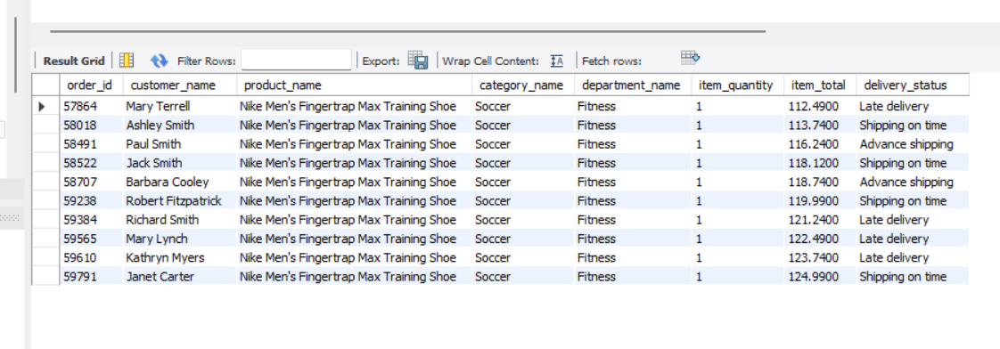 Result Grid Filter Rows: Export: Wrap Cell Content: IA Fetch rows:
order_id customer_name product_name category_name department_name item_quantity item_total delivery_status
57864 Mary Terrell Nike Men's Fingertrap Max Training Shoe Soccer Fitness 1 112.4900 Late delivery
58018 Ashley Smith Nike Men's Fingertrap Max Training Shoe Soccer Fitness 1 113.7400 Shipping on time
58491 Paul Smith Nike Men's Fingertrap Max Training Shoe Soccer Fitness 1 116.2400 Advance shipping
58522 Jack Smith Nike Men's Fingertrap Max Training Shoe Soccer Fitness 1 118.1200 Shipping on time
58707 Barbara Cooley Nike Men's Fingertrap Max Training Shoe Soccer Fitness 1 118.7400 Advance shipping
59238 Robert Fitzpatrick Nike Men's Fingertrap Max Training Shoe Soccer Fitness 1 119.9900 Shipping on time
59384 Richard Smith Nike Men's Fingertrap Max Training Shoe Soccer Fitness 1 121.2400 Late delivery
59565 Mary Lynch Nike Men's Fingertrap Max Training Shoe Soccer Fitness 1 122.4900 Late delivery
59610 Kathryn Myers Nike Men's Fingertrap Max Training Shoe Soccer Fitness 1 123.7400 Late delivery
59791 Janet Carter Nike Men's Fingertrap Max Training Shoe Soccer Fitness 1 124.9900 Shipping on time